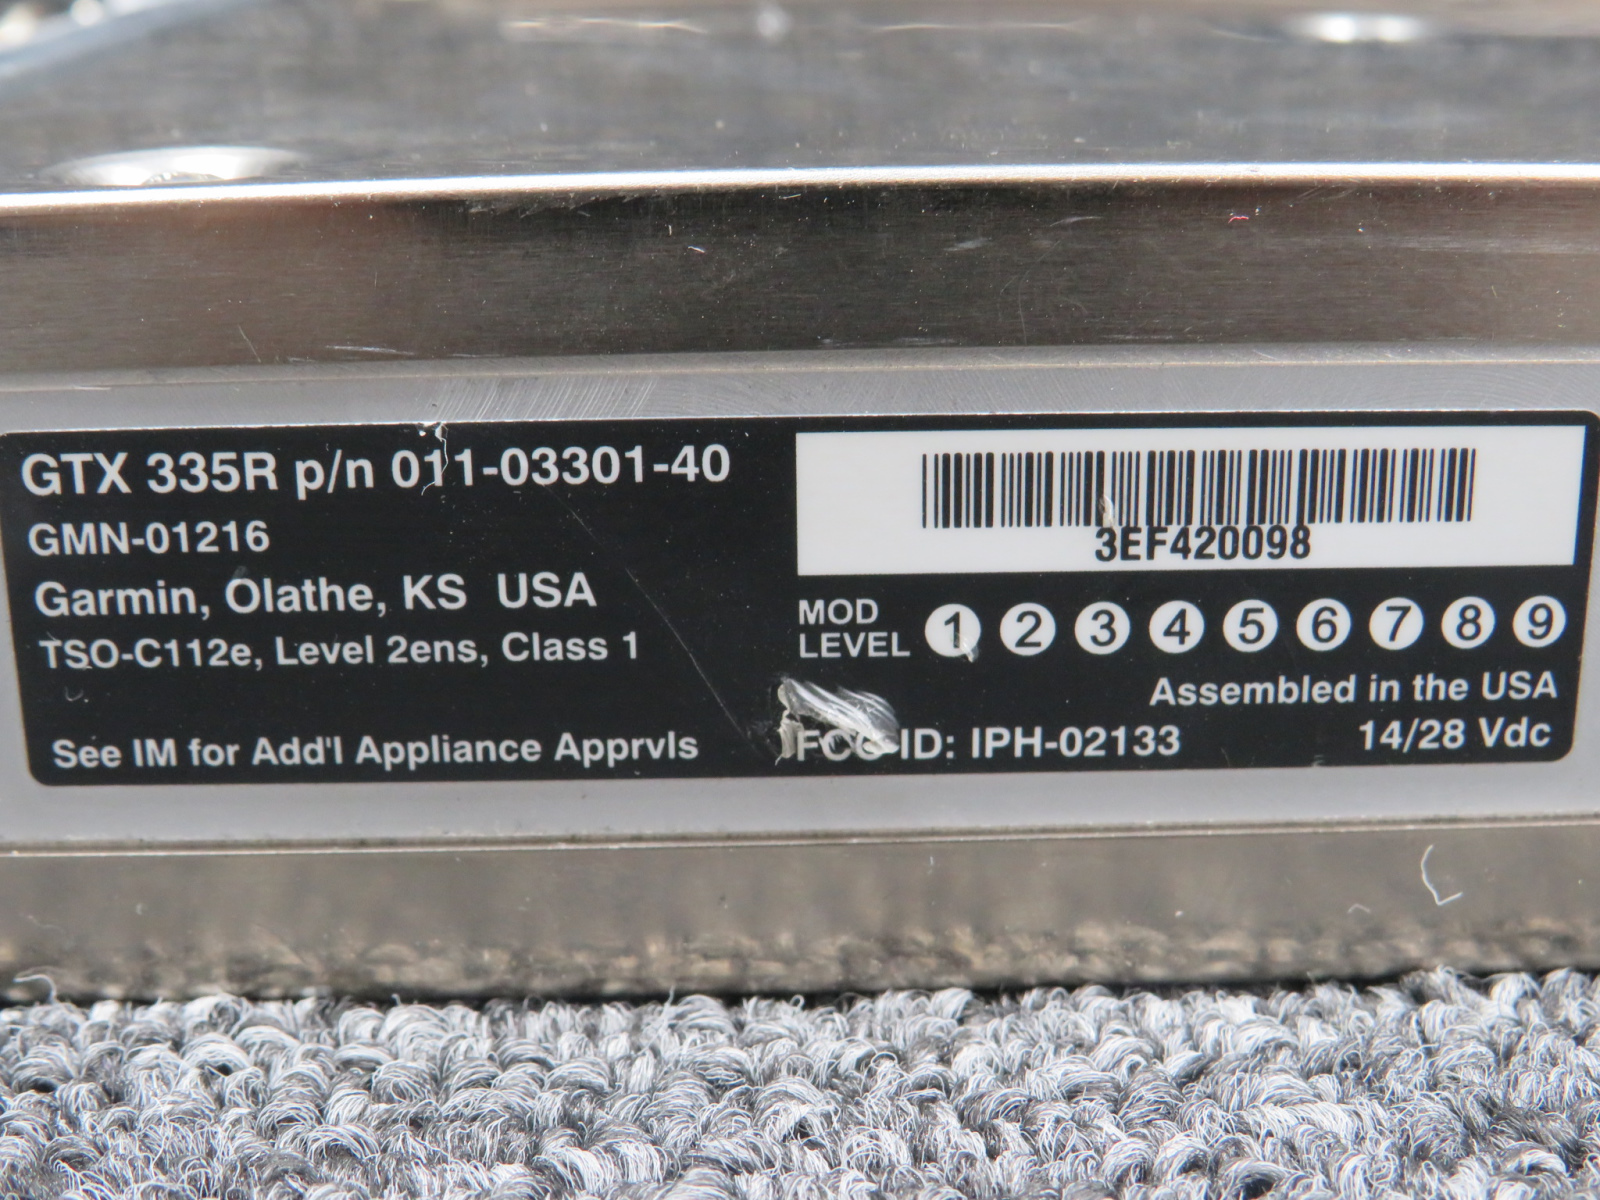 GTX 335R p/n 011-03301-40
GMN-01216
Garmin, Olathe, KS USA
TSO-C112e, Level 2ens, Class 1
See IM for Add'l Appliance Apprvls
3EF420098
MOD LEVEL 1 2 3 4 5 6 7 8 9
Assembled in the USA
FCC ID: IPH-02133
14/28 Vdc